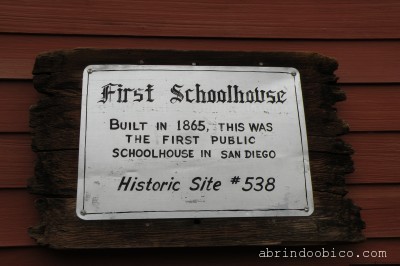 First Schoolhouse
BUILT IN 1865, THIS WAS
THE FIRST PUBLIC
SCHOOLHOUSE IN SAN DIEGO
Historic Site #538
abrindoobico.com